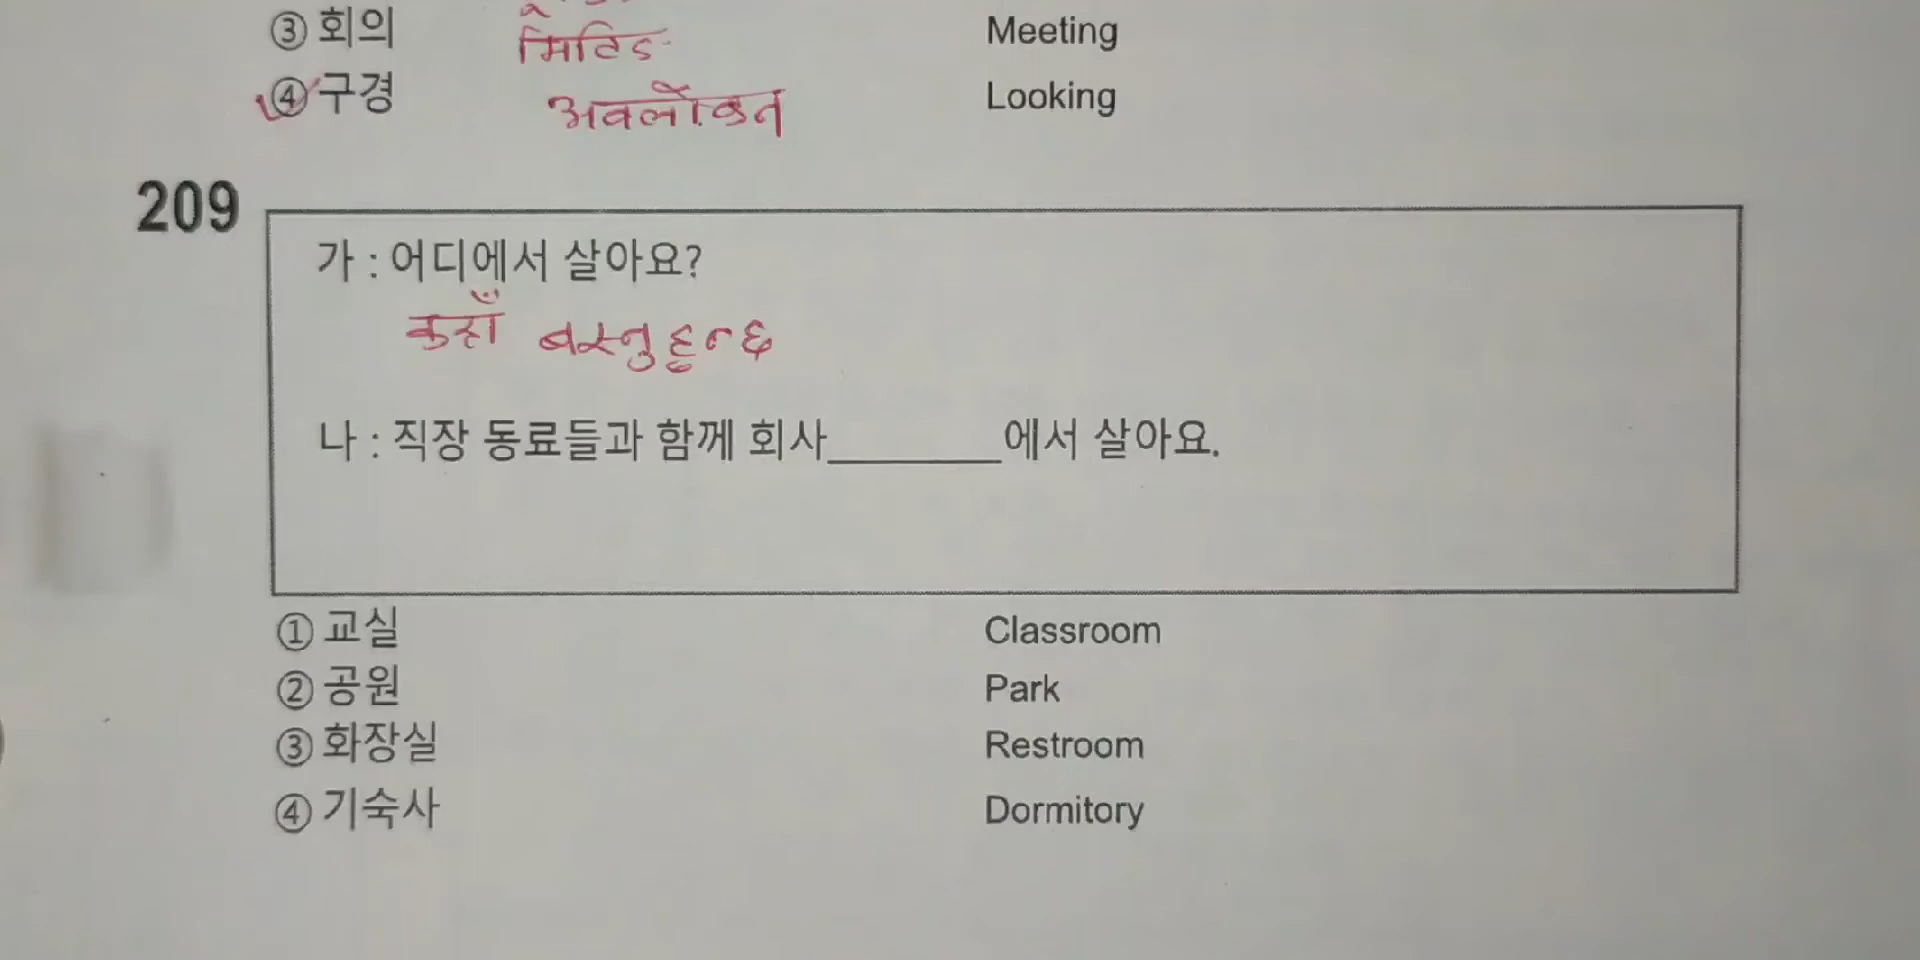 ③ 회의 मिटिङ Meeting
④ 구경 अवलोकन Looking
209
가 : 어디에서 살아요?
कहाँ बस्नुहुन्छ
나 : 직장 동료들과 함께 회사________에서 살아요.
① 교실 Classroom
② 공원 Park
③ 화장실 Restroom
④ 기숙사 Dormitory